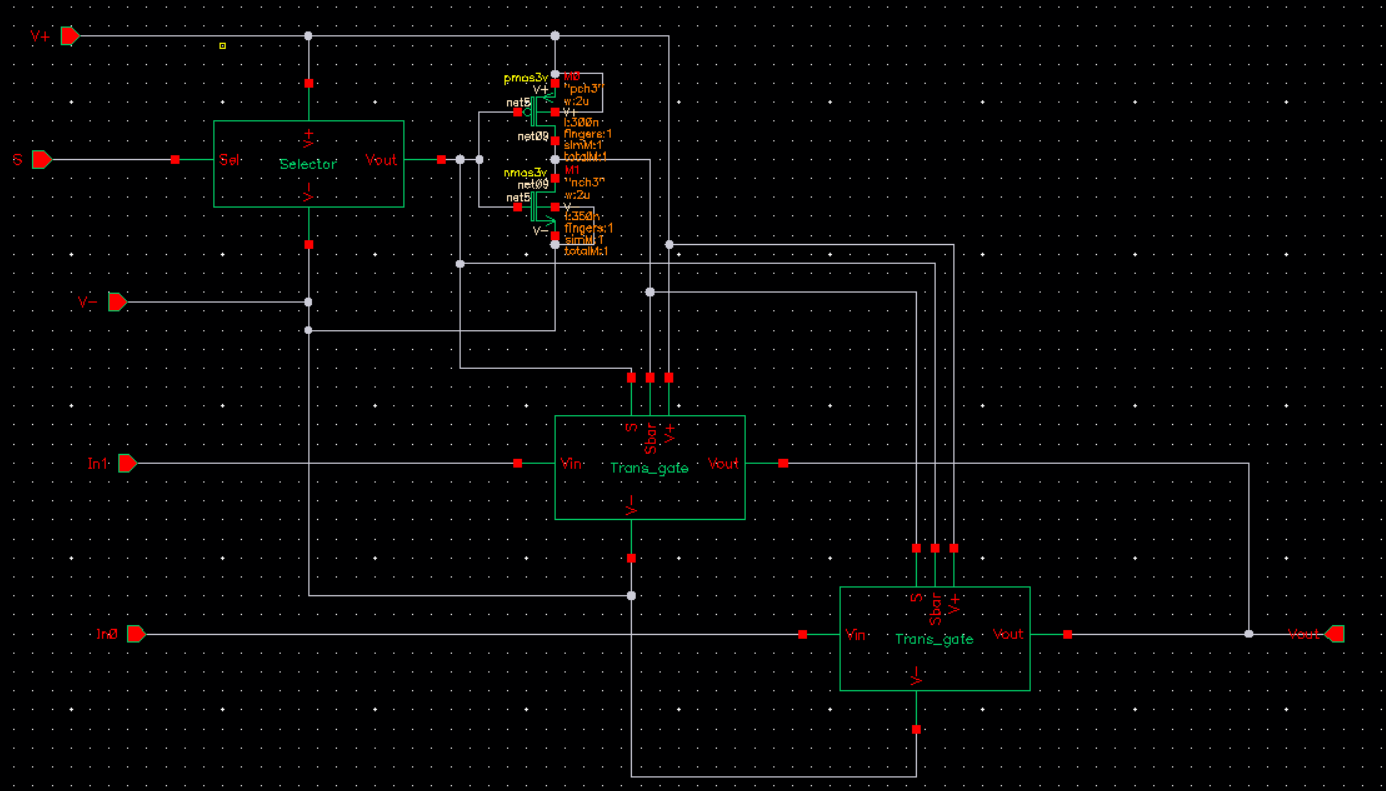 V+
pmos3v
M0
V+
"pch3"
net5
w:2u
V+
l:300n
fingers:1
net09
simM:1
totalM:1
S
Sel
V+
Selector
V-
Vout
nmos3v
M1
net09
"nch3"
net5
w:2u
V-
l:350n
fingers:1
V-
simM:1
totalM:1
V-
S
Sbar
V+
In1
Vin
Trans_gate
Vout
V-
S
Sbar
V+
In0
Vin
Trans_gate
Vout
Vout
V-